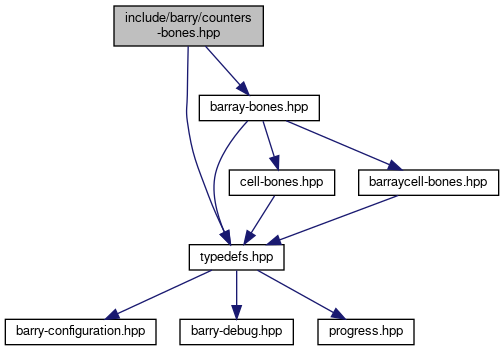 include/barry/counters
-bones.hpp
barray-bones.hpp
cell-bones.hpp
barraycell-bones.hpp
typedefs.hpp
barry-configuration.hpp
barry-debug.hpp
progress.hpp